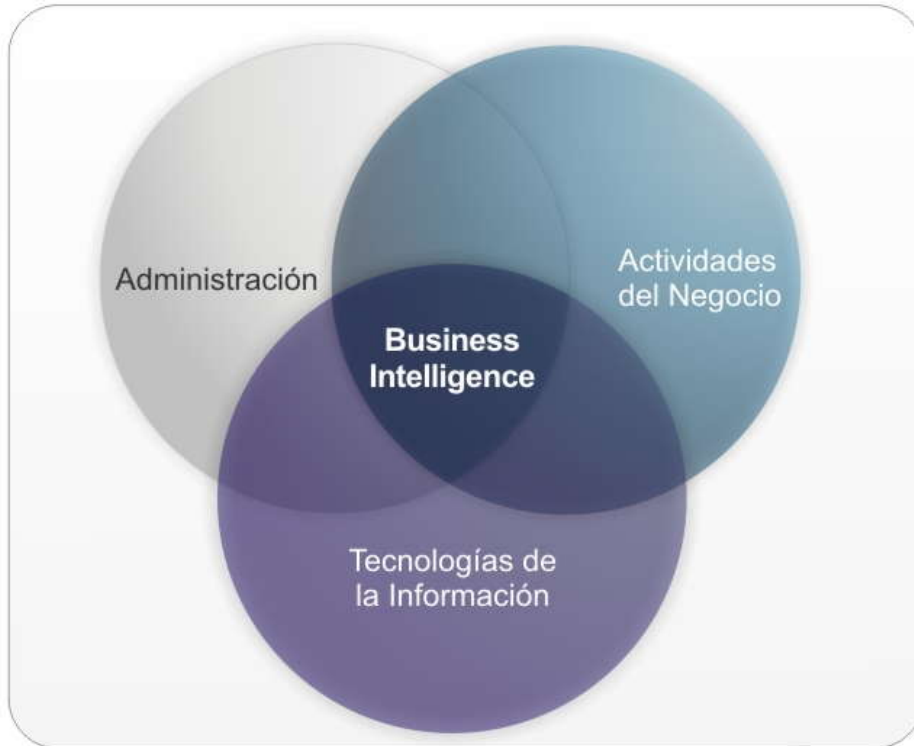 Administración
Actividades
del Negocio
Business
Intelligence
Tecnologías de
la Información